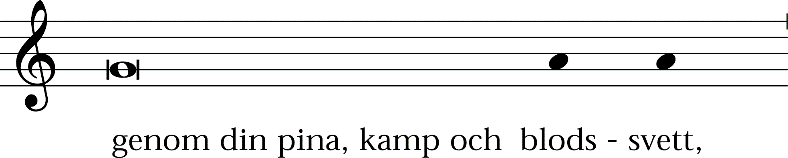 genom din pina, kamp och blods - svett,